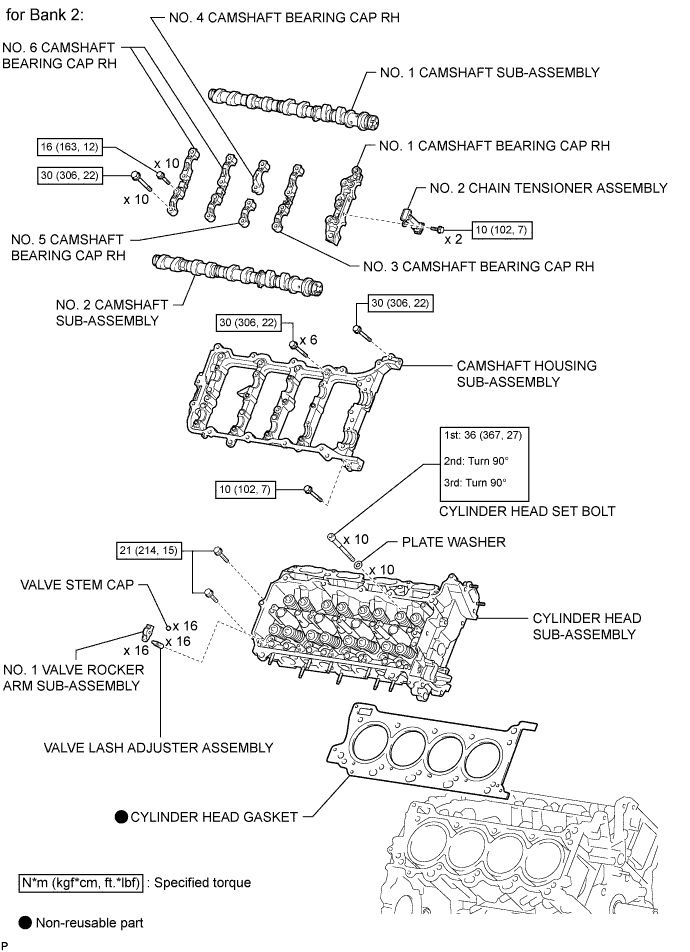 for Bank 2:
NO. 4 CAMSHAFT BEARING CAP RH
NO. 6 CAMSHAFT
BEARING CAP RH
NO. 1 CAMSHAFT SUB-ASSEMBLY
16 (163, 12)
x 10
30 (306, 22)
x 10
NO. 1 CAMSHAFT BEARING CAP RH
NO. 2 CHAIN TENSIONER ASSEMBLY
x 2
10 (102, 7)
NO. 5 CAMSHAFT
BEARING CAP RH
NO. 3 CAMSHAFT BEARING CAP RH
NO. 2 CAMSHAFT
SUB-ASSEMBLY
30 (306, 22)
30 (306, 22)
x 6
CAMSHAFT HOUSING
SUB-ASSEMBLY
1st: 36 (367, 27)
2nd: Turn 90°
3rd: Turn 90°
10 (102, 7)
CYLINDER HEAD SET BOLT
x 10
PLATE WASHER
21 (214, 15)
x 10
VALVE STEM CAP
x 16
x 16
x 16
CYLINDER HEAD
SUB-ASSEMBLY
NO. 1 VALVE ROCKER
ARM SUB-ASSEMBLY
VALVE LASH ADJUSTER ASSEMBLY
CYLINDER HEAD GASKET
N*m (kgf*cm, ft.*lbf) : Specified torque
Non-reusable part
P